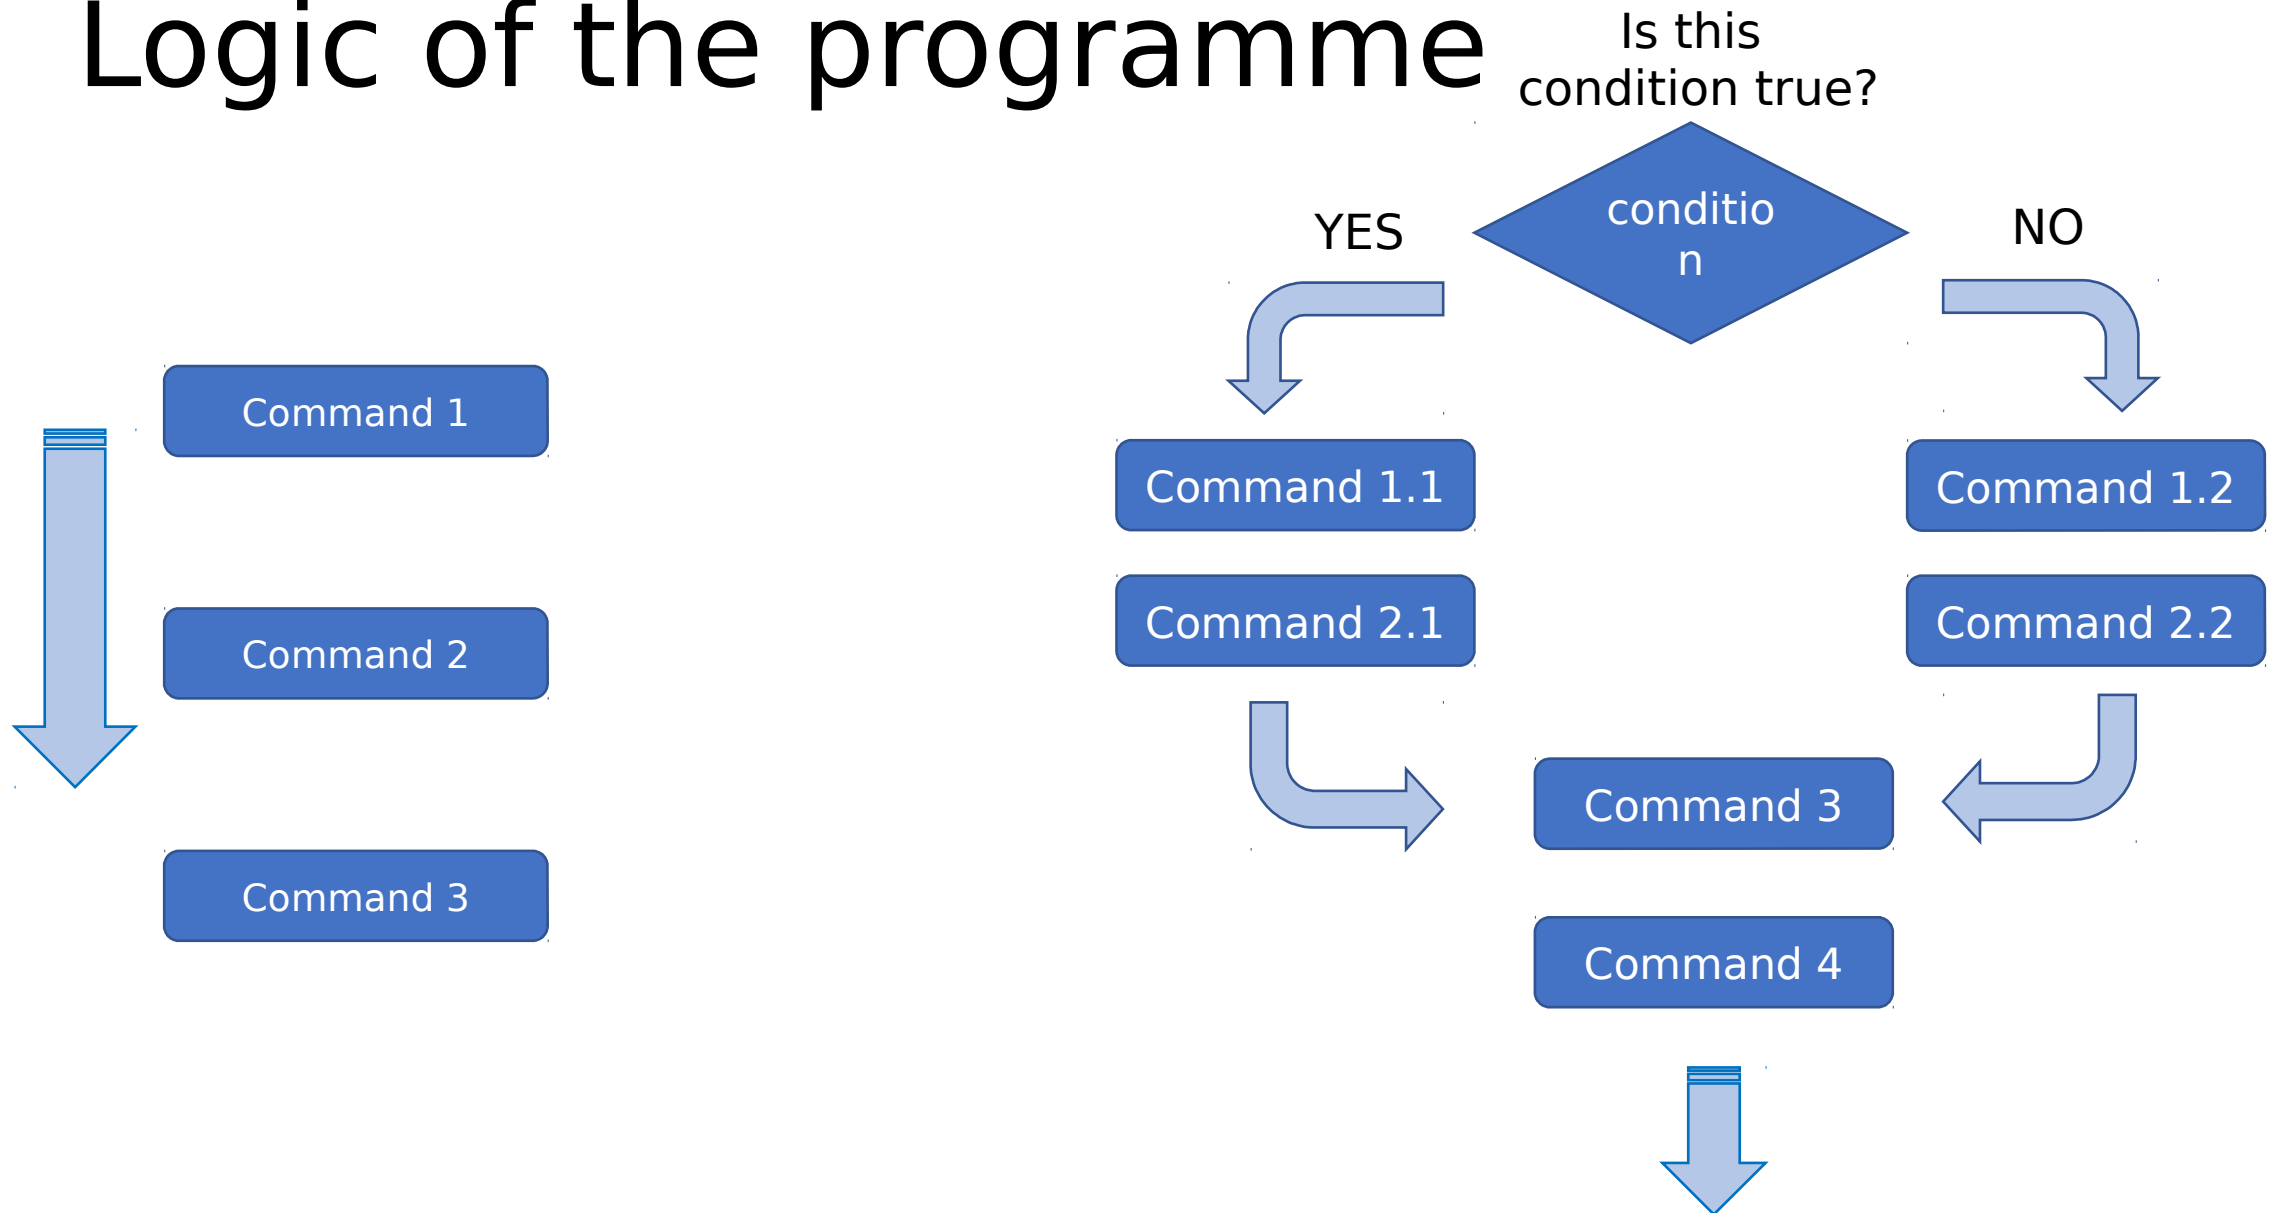 Logic of the programme
Is this
condition true?
conditio
n
YES
NO
Command 1
Command 2
Command 3
Command 1.1
Command 2.1
Command 1.2
Command 2.2
Command 3
Command 4